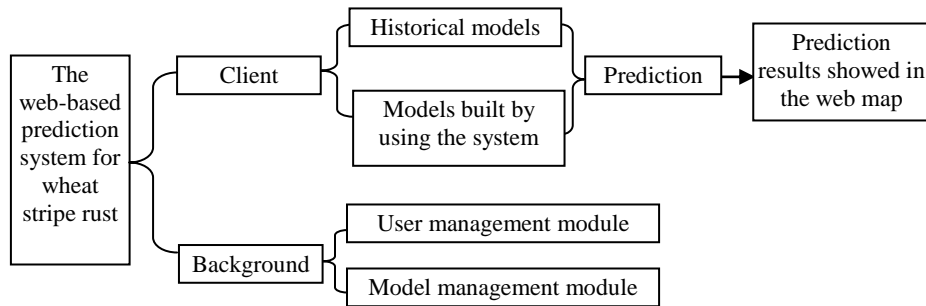 The
web-based
prediction
system for
wheat
stripe rust
Client
Historical models
Models built by
using the system
Prediction
Prediction
results showed in
the web map
Background
User management module
Model management module